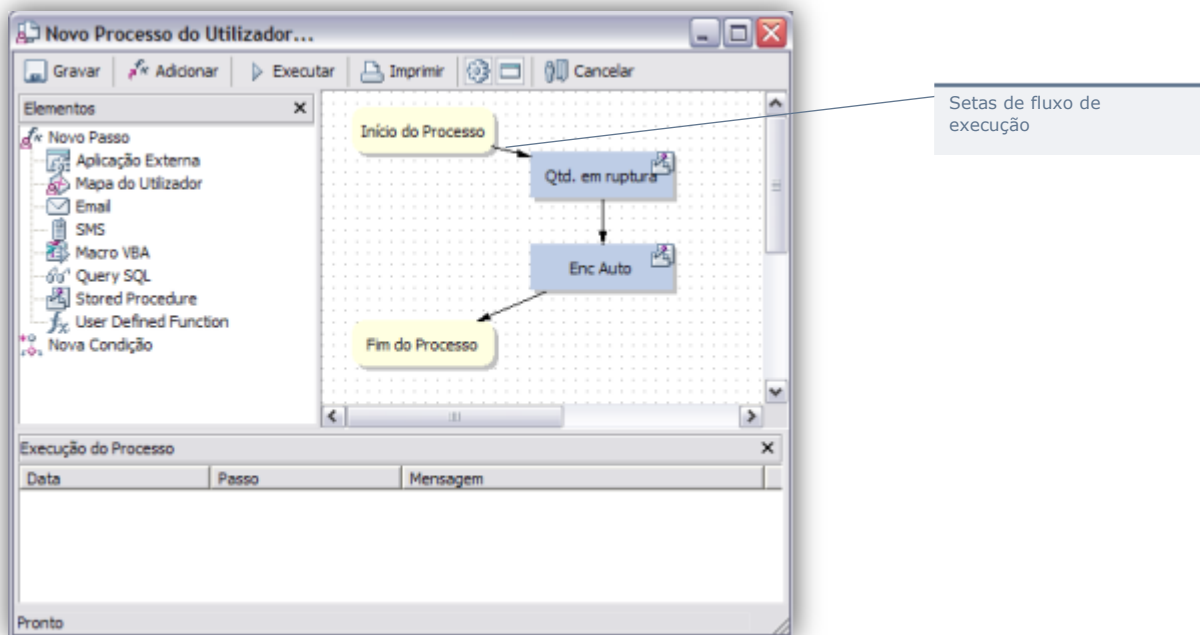 Novo Processo do Utilizador...
Gravar Adicionar Executar Imprimir Cancelar
Elementos
Novo Passo
Aplicação Externa
Mapa do Utilizador
Email
SMS
Macro VBA
Query SQL
Stored Procedure
User Defined Function
Nova Condição
Início do Processo
Qtd. em ruptura
Enc Auto
Fim do Processo
Setas de fluxo de
execução
Execução do Processo
Data Passo Mensagem
Pronto